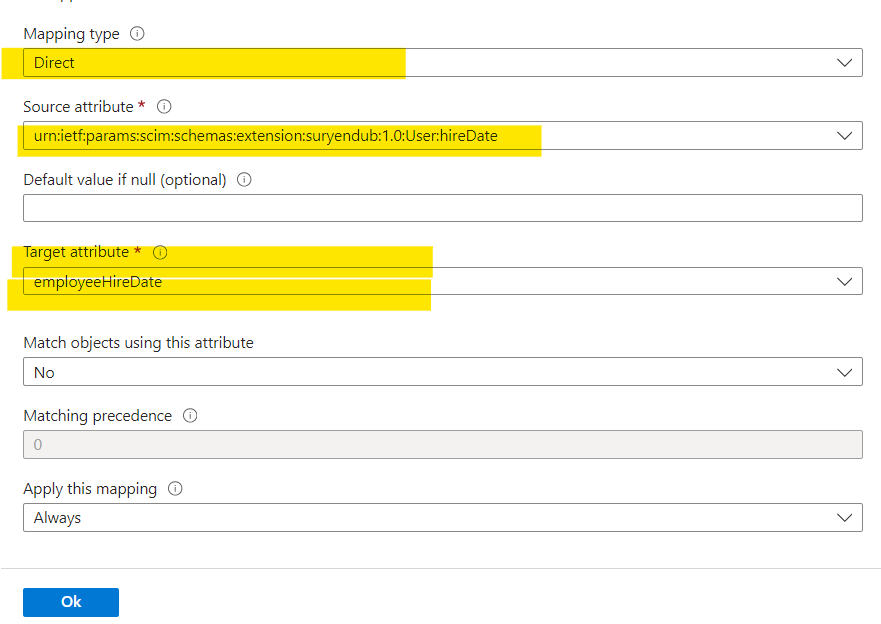 Mapping type
Direct
Source attribute *
urn:ietf:params:scim:schemas:extension:suryendub:1.0:User:hireDate
Default value if null (optional)
Target attribute *
employeeHireDate
Match objects using this attribute
No
Matching precedence
0
Apply this mapping
Always
Ok